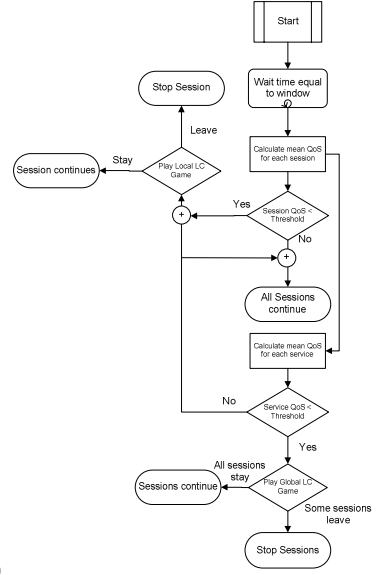 Start
Wait time equal
to window
Stop Session
Leave
Calculate mean QoS
for each session
Stay
Play Local LC
Game
Session continues
Yes
Session QoS <
Threshold
+
No
+
All Sessions
continue
Calculate mean QoS
for each service
No
Service QoS <
Threshold
Yes
All sessions
stay
Sessions continue
Play Global LC
Game
Some sessions
leave
Stop Sessions